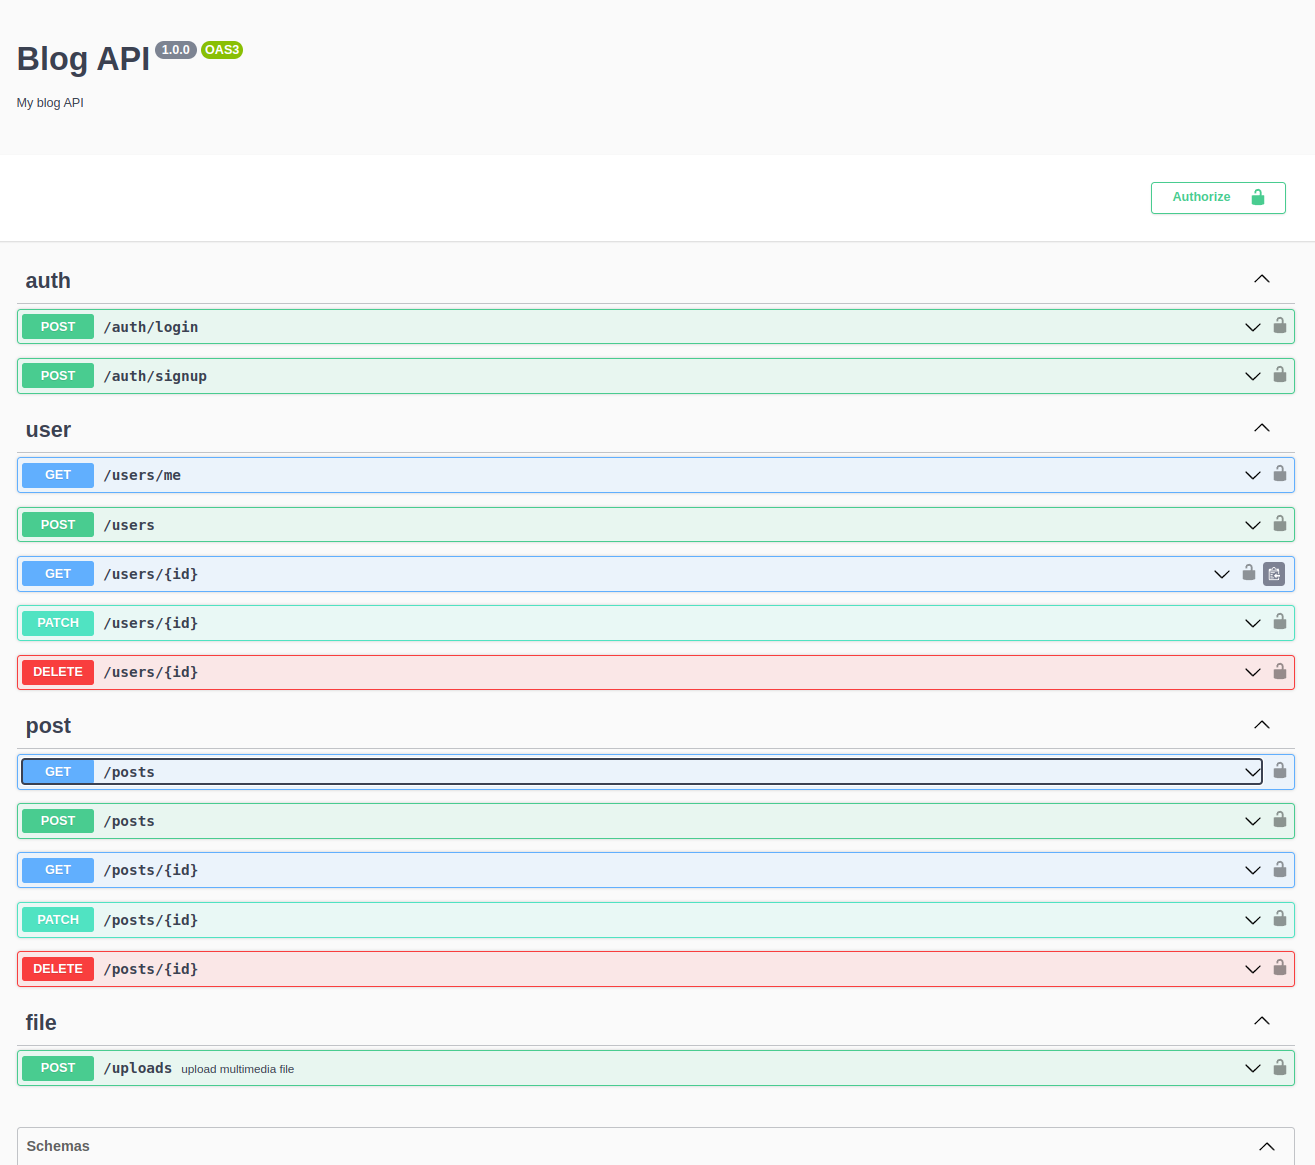 Blog API 1.0.0 OAS3
My blog API
Authorize
auth
POST /auth/login
POST /auth/signup
user
GET /users/me
POST /users
GET /users/{id}
PATCH /users/{id}
DELETE /users/{id}
post
GET /posts
POST /posts
GET /posts/{id}
PATCH /posts/{id}
DELETE /posts/{id}
file
POST /uploads upload multimedia file
Schemas